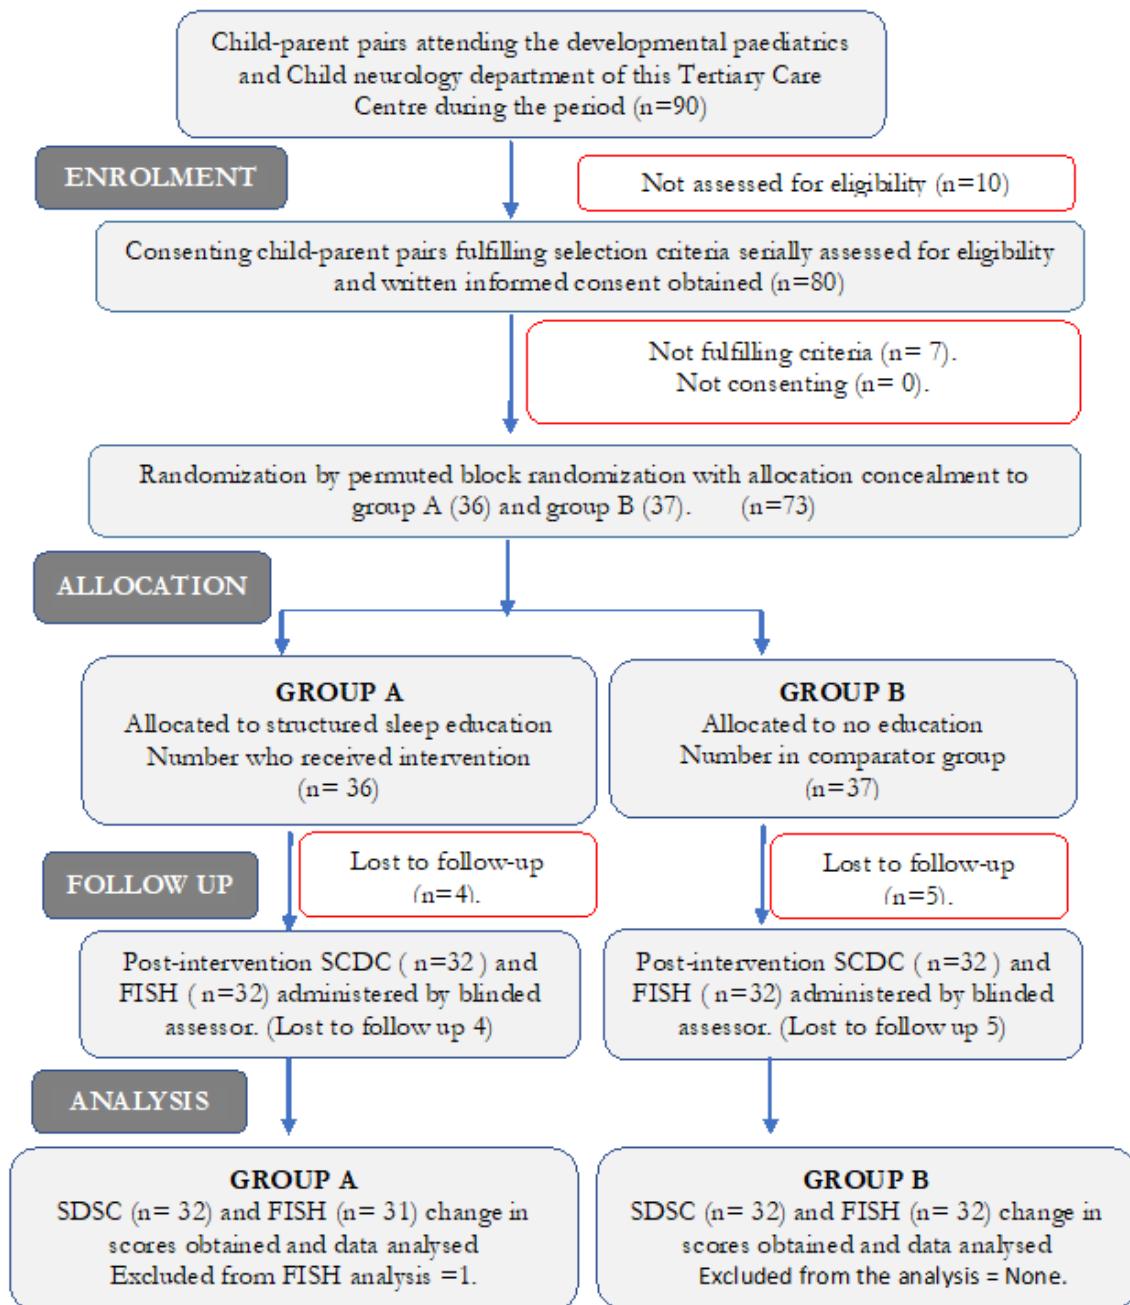 Child-parent pairs attending the developmental paediatrics
and Child neurology department of this Tertiary Care
Centre during the period (n=90)
ENROLMENT
Not assessed for eligibility (n=10)
Consenting child-parent pairs fulfilling selection criteria serially assessed for eligibility
and written informed consent obtained (n=80)
Not fulfilling criteria (n= 7).
Not consenting (n= 0).
Randomization by permuted block randomization with allocation concealment to
group A (36) and group B (37). (n=73)
ALLOCATION
GROUP A
Allocated to structured sleep education
Number who received intervention
(n= 36)
GROUP B
Allocated to no education
Number in comparator group
(n=37)
FOLLOW UP
Lost to follow-up
(n=4).
Lost to follow-up
(n=5).
Post-intervention SCDC ( n=32 ) and
FISH ( n=32) administered by blinded
assessor. (Lost to follow up 4)
Post-intervention SCDC ( n=32 ) and
FISH ( n=32) administered by blinded
assessor. (Lost to follow up 5)
ANALYSIS
GROUP A
SDSC (n= 32) and FISH (n= 31) change in
scores obtained and data analysed
Excluded from FISH analysis =1.
GROUP B
SDSC (n= 32) and FISH (n= 32) change in
scores obtained and data analysed
Excluded from the analysis = None.